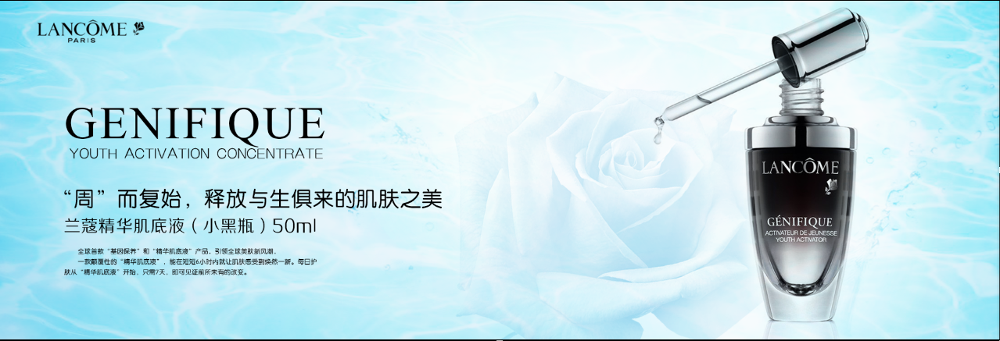 LANCÔME
PARIS
GENIFIQUE
YOUTH ACTIVATION CONCENTRATE
“周”而复始，释放与生俱来的肌肤之美
兰蔻精华肌底液（小黑瓶）50ml
全球首款“基因保养”和“精华肌底液”产品，引领全球美肤新风潮，
一款颠覆性的“精华肌底液”，能在短短6小时内就让肌肤感受到焕然一新。每日护
肤从“精华肌底液”开始，只需7天，即可见证前所未有的改变。
LANCÔME
GÉNIFIQUE
ACTIVATEUR DE JEUNESSE
YOUTH ACTIVATOR